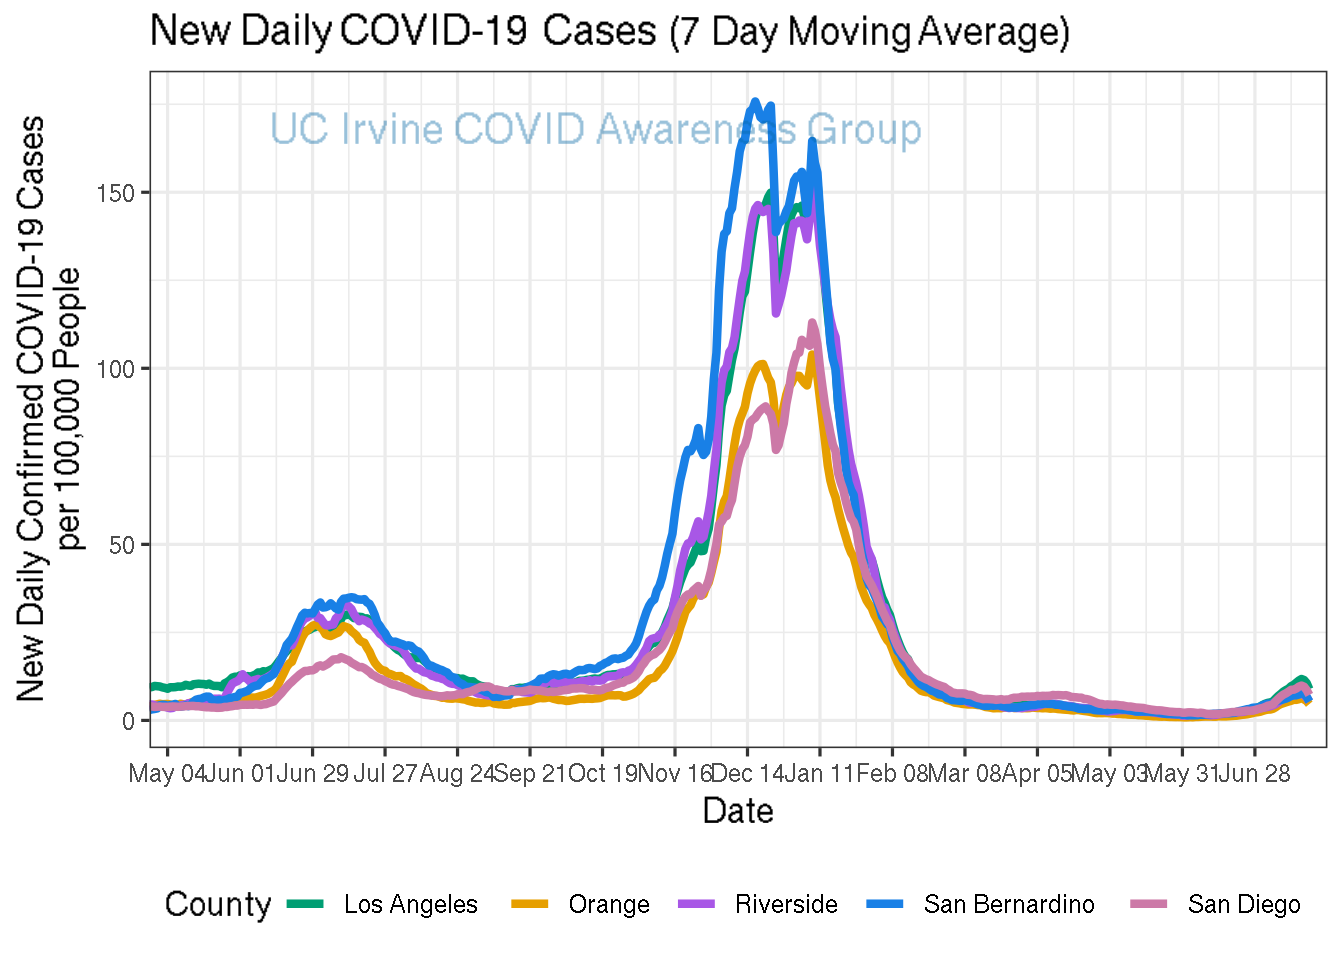 New Daily COVID-19 Cases (7 Day Moving Average)
UC Irvine COVID Awareness Group
New Daily Confirmed COVID-19 Cases
per 100,000 People
150
100
50
0
May 04 Jun 01 Jun 29 Jul 27 Aug 24 Sep 21 Oct 19 Nov 16 Dec 14 Jan 11 Feb 08 Mar 08 Apr 05 May 03 May 31 Jun 28
Date
County Los Angeles Orange Riverside San Bernardino San Diego